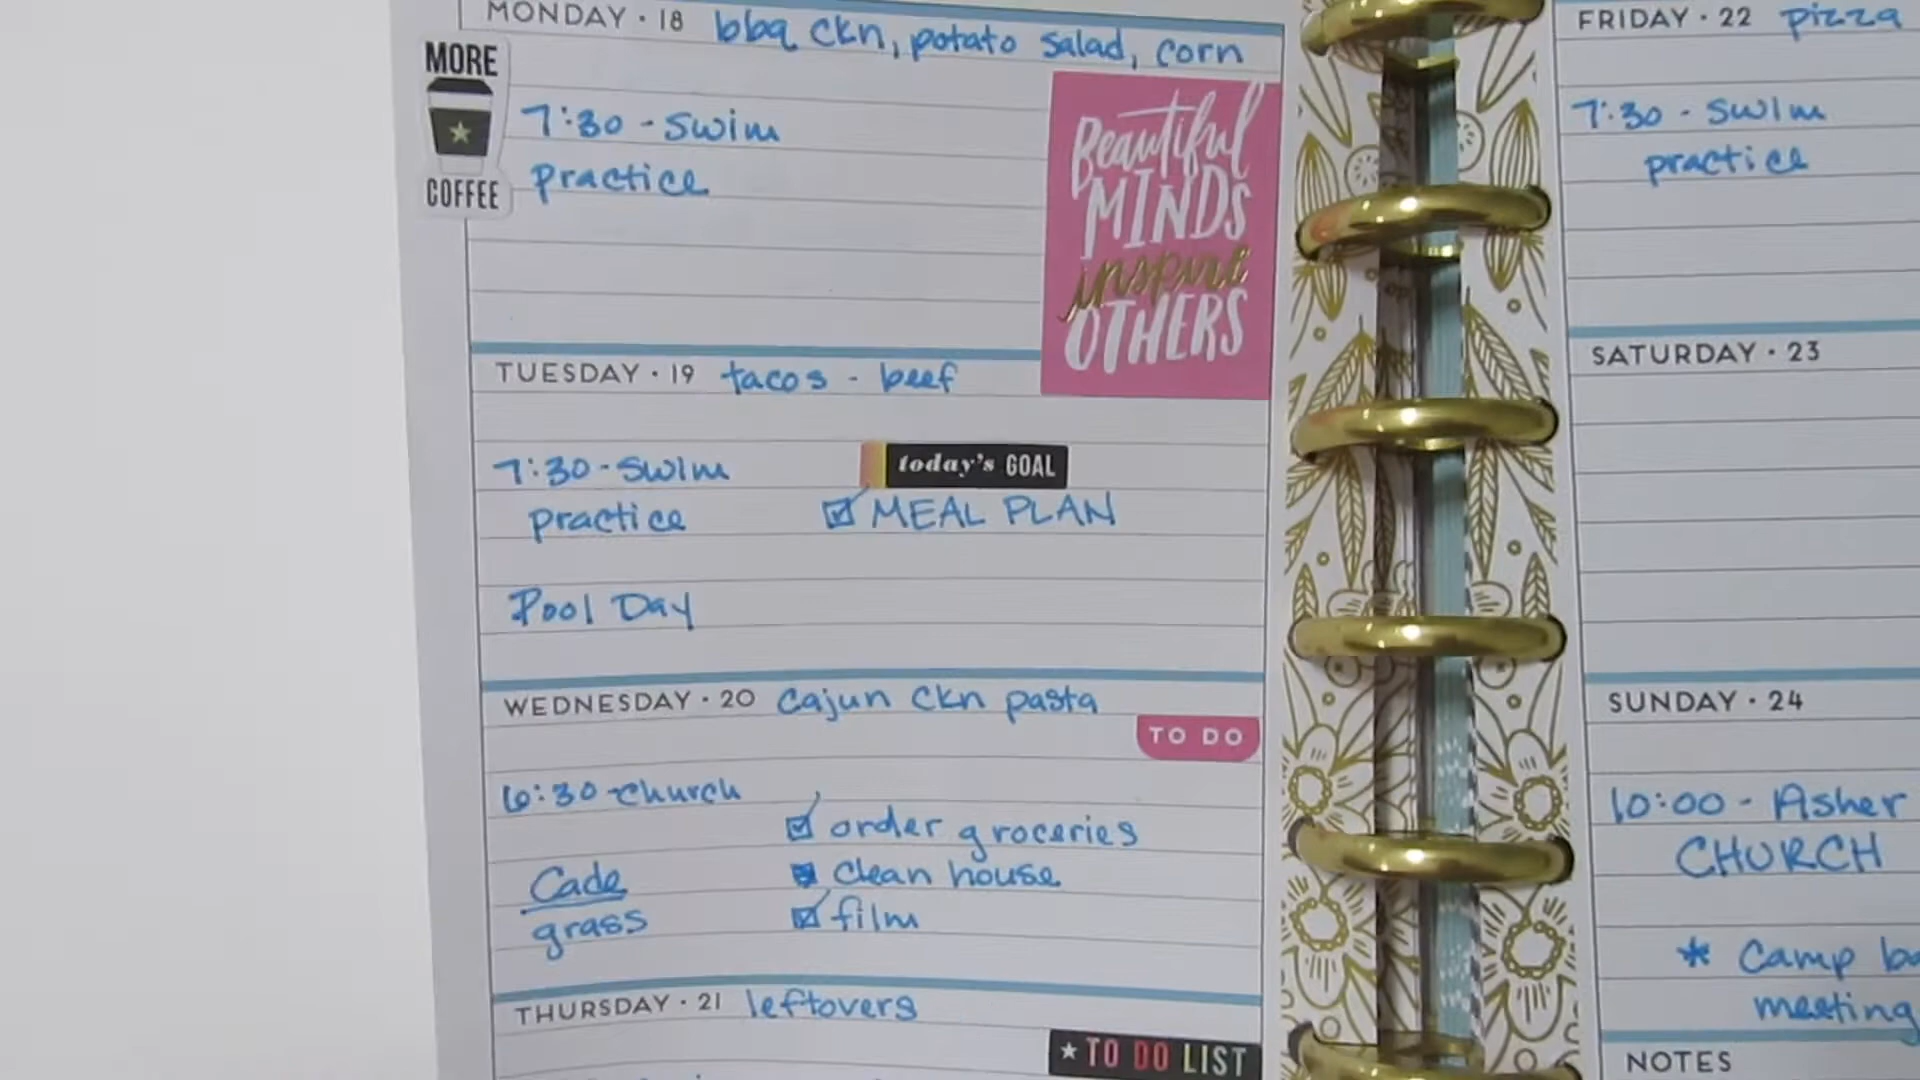 MONDAY · 18 bbq ckn, potato salad, corn
MORE
COFFEE
7:30 - swim
practice
Beautiful
MINDS
inspire
OTHERS
TUESDAY · 19 tacos - beef
7:30 - swim
practice
today's GOAL
MEAL PLAN
Pool Day
WEDNESDAY · 20 cajun ckn pasta
TO DO
6:30 - church
order groceries
clean house
film
Cade
grass
THURSDAY · 21 leftovers
★ TO DO LIST
FRIDAY · 22 pizza
7:30 - swim
practice
SATURDAY · 23
SUNDAY · 24
10:00 - Asher
CHURCH
* Camp
meeting
NOTES